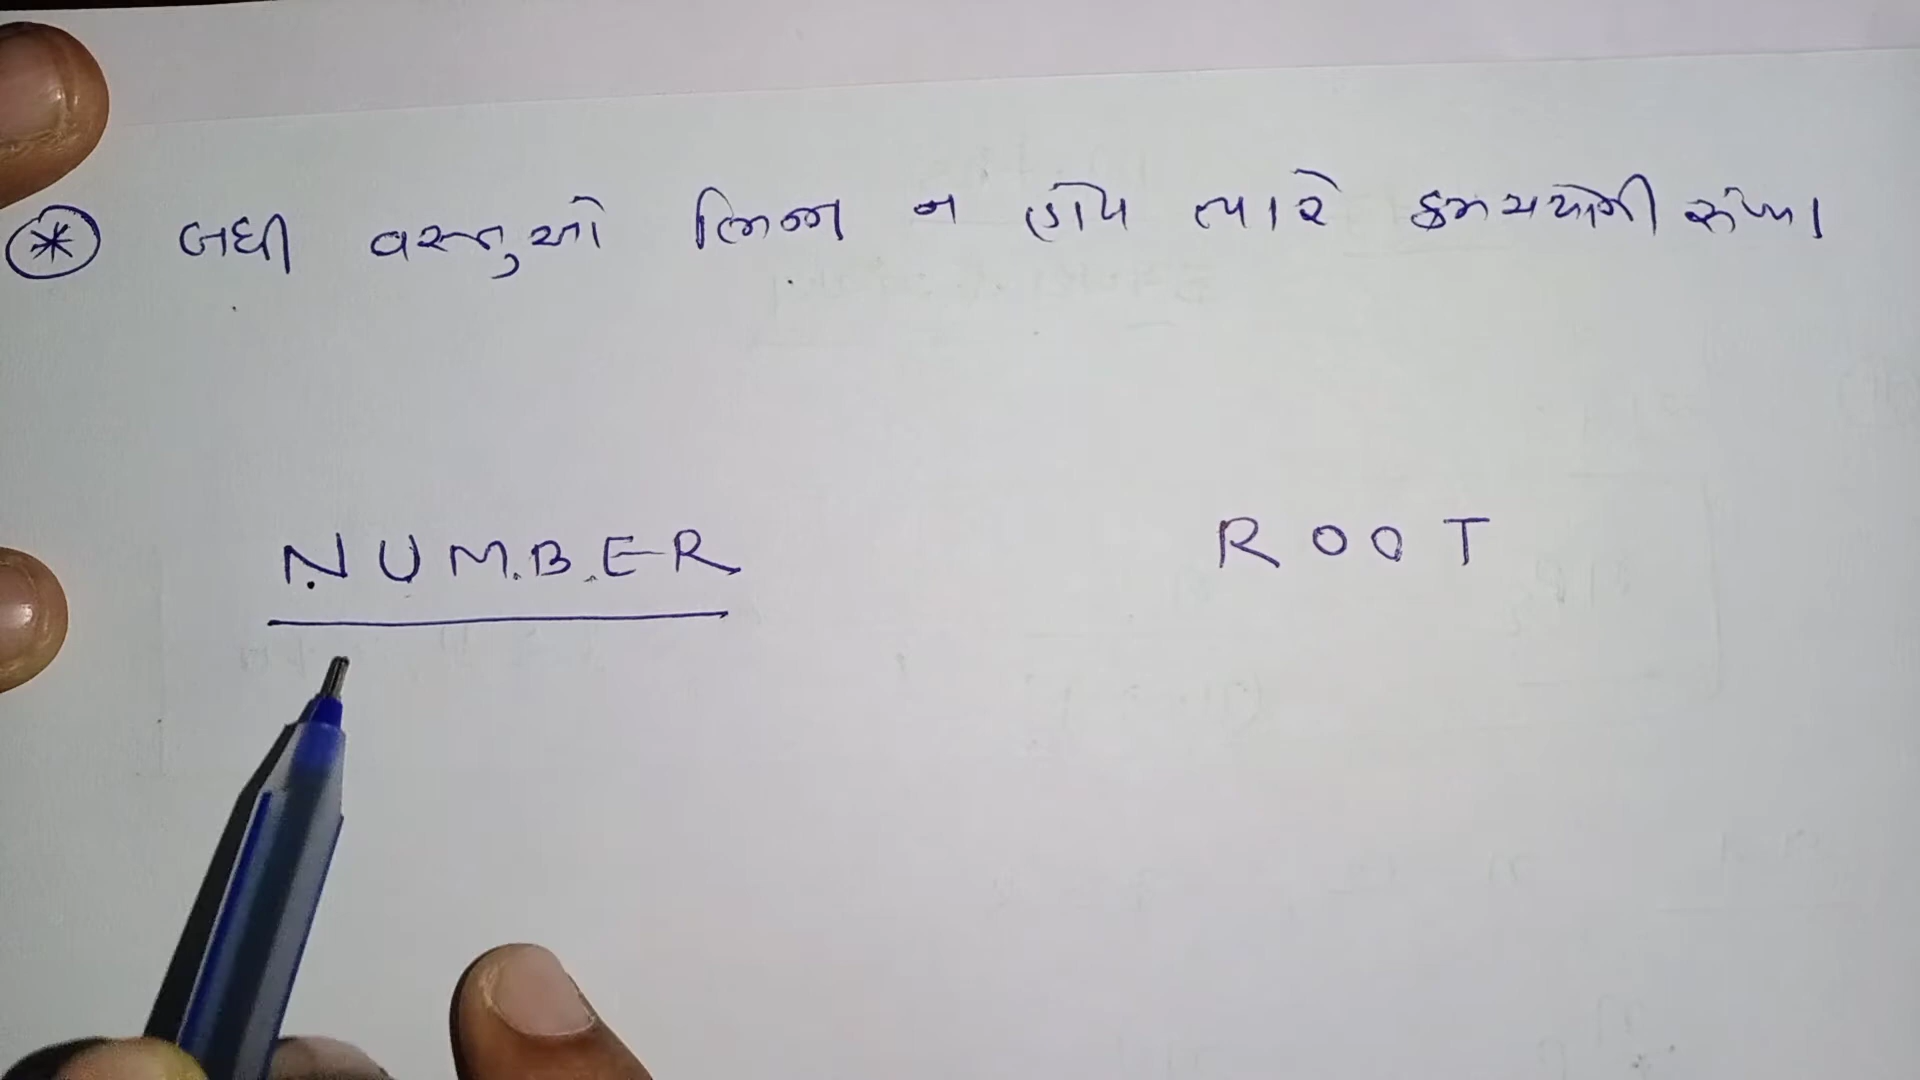 બધી વસ્તુઓ ભિન્ન ન હોય ત્યારે ક્રમચયોની સંખ્યા
NUMBER ROOT